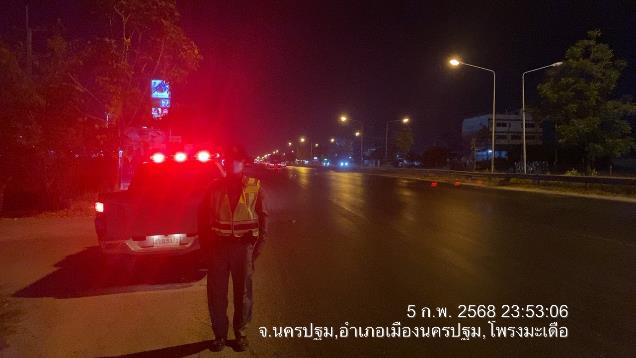 5 ก.พ. 2568 23:53:06
จ.นครปฐม,อำเภอเมืองนครปฐม,โพรงมะเดื่อ